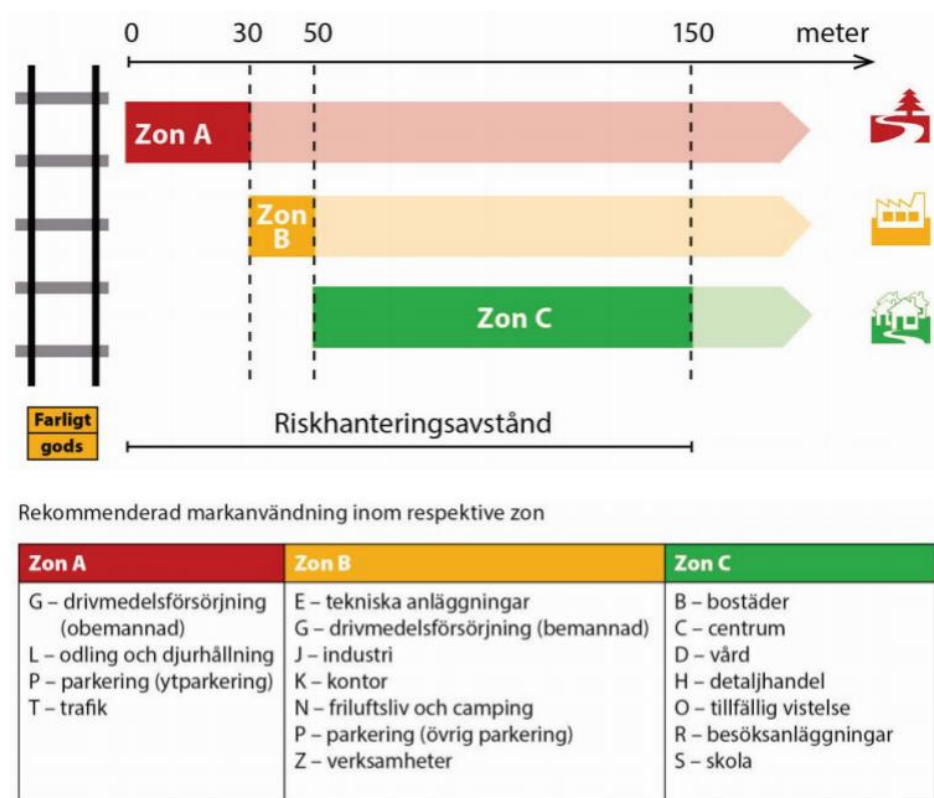 0 30 50 150 meter
Zon A
Zon
B
Zon C
Farligt
gods
Riskhanteringsavstånd
Rekommenderad markanvändning inom respektive zon
Zon A
G – drivmedelsförsörjning
(obemannad)
L – odling och djurhållning
P – parkering (ytparkering)
T – trafik
Zon B
E – tekniska anläggningar
G – drivmedelsförsörjning (bemannad)
J – industri
K – kontor
N – friluftsliv och camping
P – parkering (övrig parkering)
Z – verksamheter
Zon C
B – bostäder
C – centrum
D – vård
H – detaljhandel
O – tillfällig vistelse
R – besöksanläggningar
S – skola